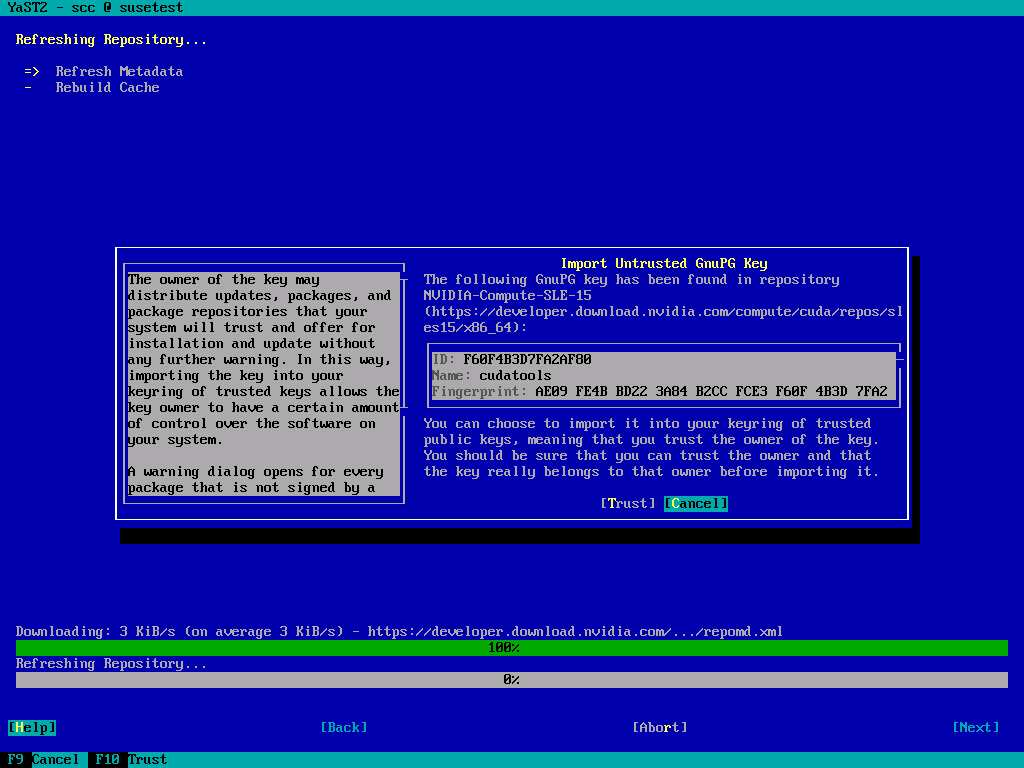 YaST2 - scc @ susetest
Refreshing Repository...
=> Refresh Metadata
- Rebuild Cache
The owner of the key may
distribute updates, packages, and
package repositories that your
system will trust and offer for
installation and update without
any further warning. In this way,
importing the key into your
keyring of trusted keys allows the
key owner to have a certain amount
of control over the software on
your system.
A warning dialog opens for every
package that is not signed by a
Import Untrusted GnuPG Key
The following GnuPG key has been found in repository
NVIDIA-Compute-SLE-15
(https://developer.download.nvidia.com/compute/cuda/repos/sl
es15/x86_64):
ID: F60F4B3D7FA2AF80
Name: cudatools
Fingerprint: AE09 FE4B BD22 3A84 B2CC FCE3 F60F 4B3D 7FA2
You can choose to import it into your keyring of trusted
public keys, meaning that you trust the owner of the key.
You should be sure that you can trust the owner and that
the key really belongs to that owner before importing it.
[Trust] [Cancel]
Downloading: 3 KiB/s (on average 3 KiB/s) - https://developer.download.nvidia.com/.../repomd.xml
100%
Refreshing Repository...
0%
[Help] [Back] [Abort] [Next]
F9 Cancel F10 Trust